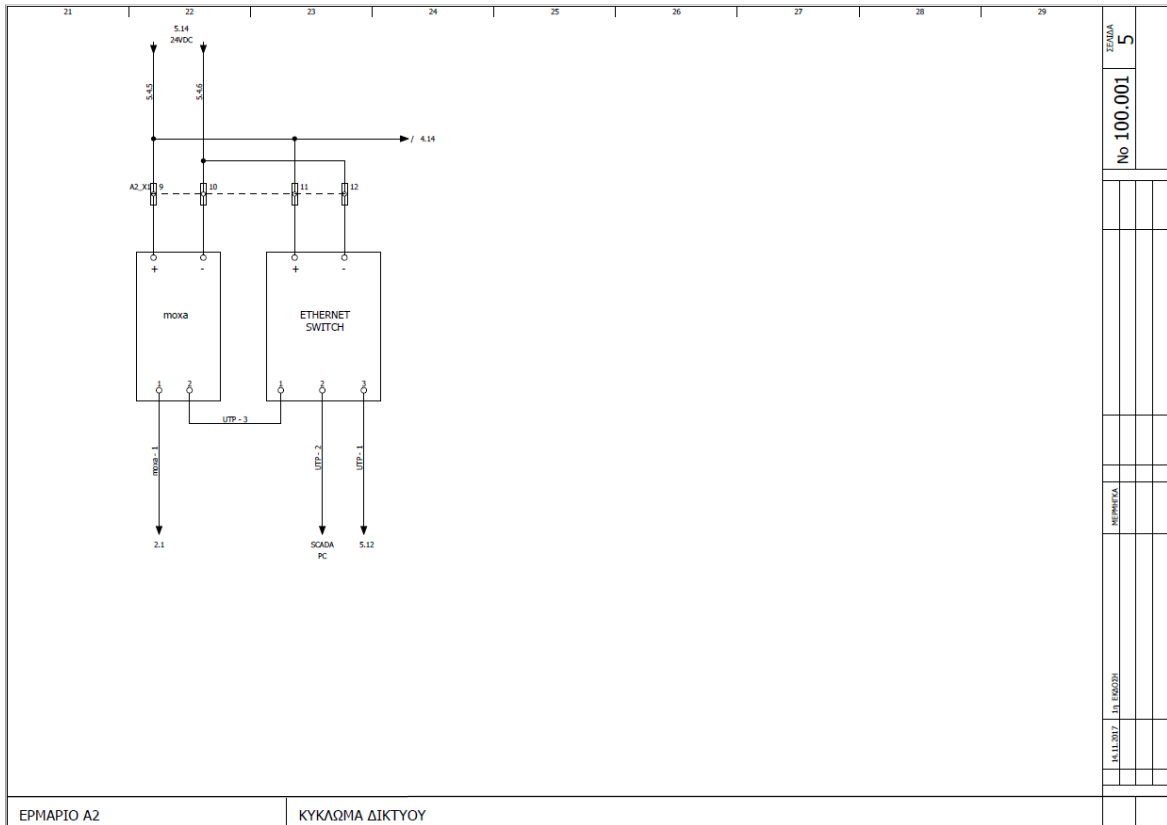 21 22 23 24 25 26 27 28 29
5.14
24VDC
5.4.5 5.4.6
/ 4.14
A2_X1 9 10 11 12
+ - + -
moxa
ETHERNET
SWITCH
1 2 1 2 3
UTP - 3
moxa - 1 UTP - 2 UTP - 1
2.1 SCADA 5.12
PC
ΣΕΛΙΔΑ 5
No 100.001
ΜΕΡΜΗΓΚΑ
14.11.2017 1η ΕΚΔΟΣΗ
ΕΡΜΑΡΙΟ Α2 ΚΥΚΛΩΜΑ ΔΙΚΤΥΟΥ